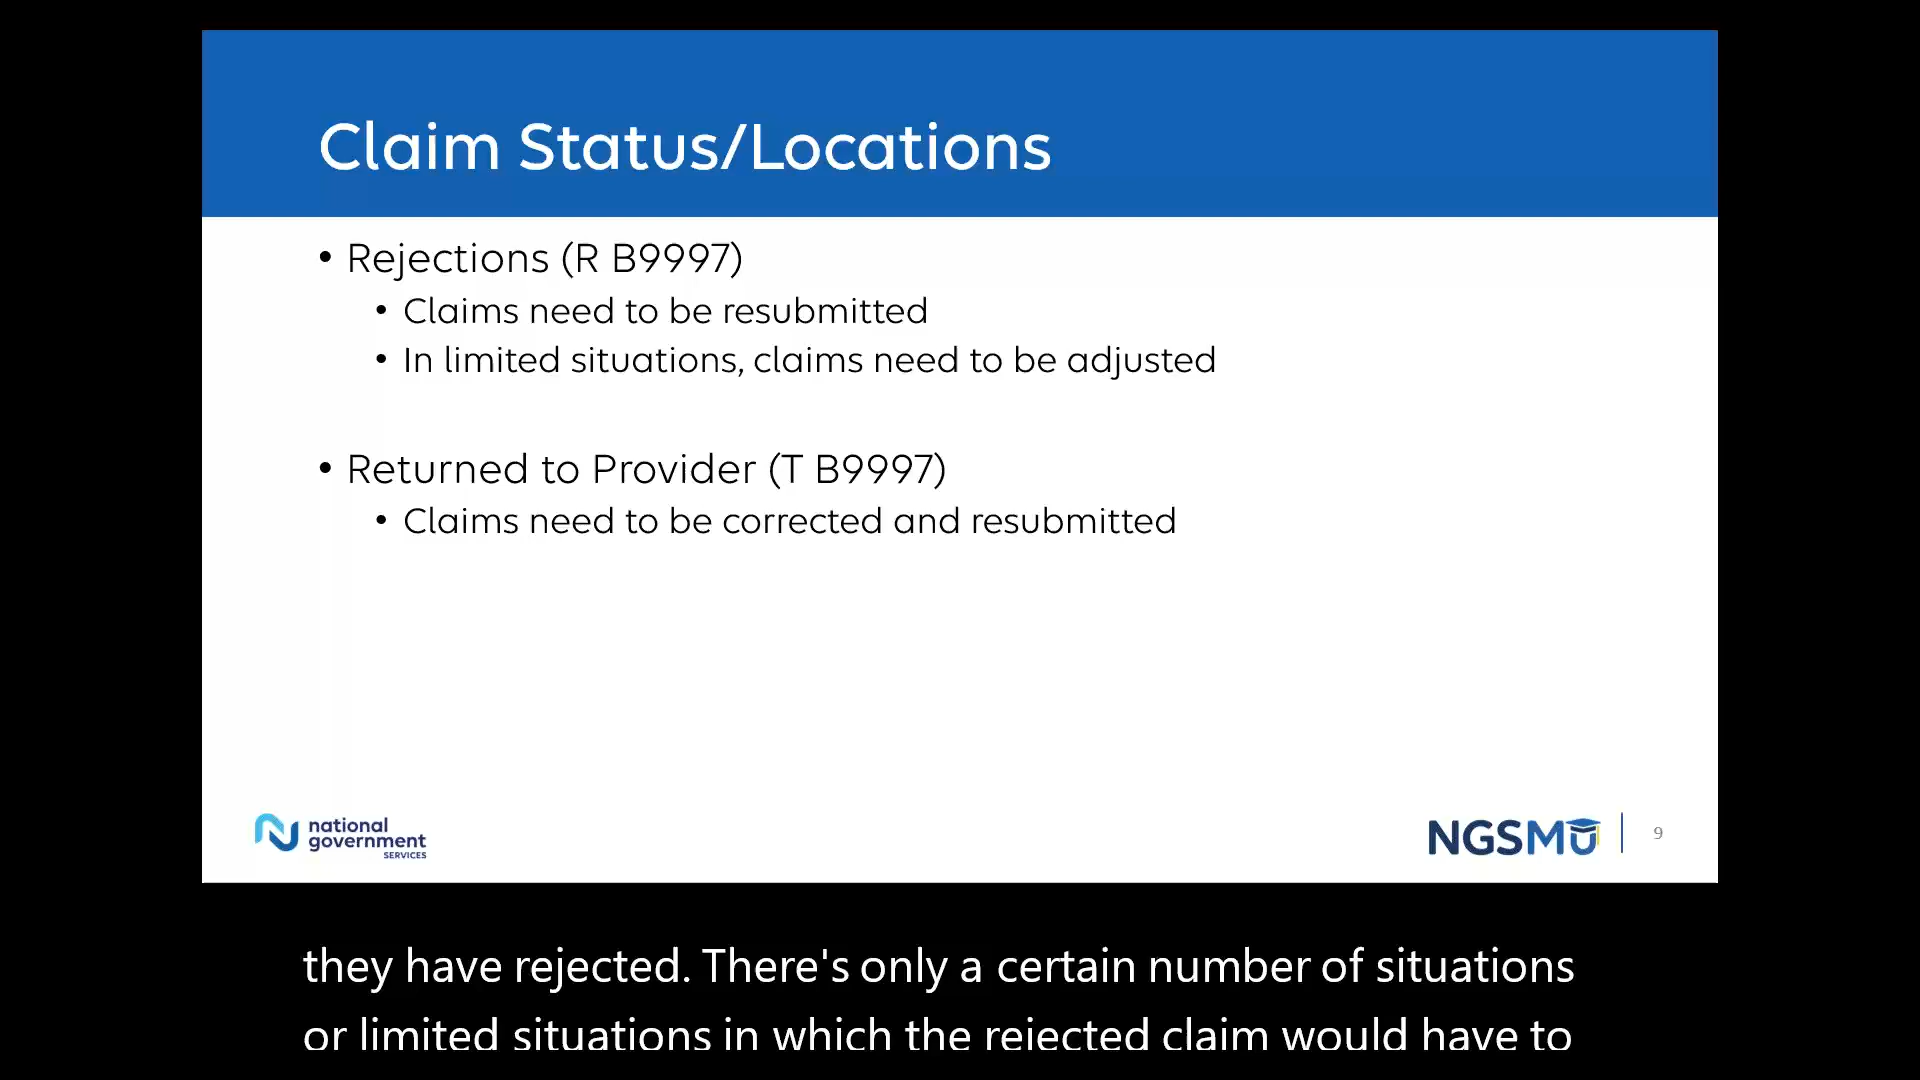 Claim Status/Locations
• Rejections (R B9997)
• Claims need to be resubmitted
• In limited situations, claims need to be adjusted
• Returned to Provider (T B9997)
• Claims need to be corrected and resubmitted
national
government
SERVICES
NGSMU
9
they have rejected. There's only a certain number of situations
or limited situations in which the rejected claim would have to